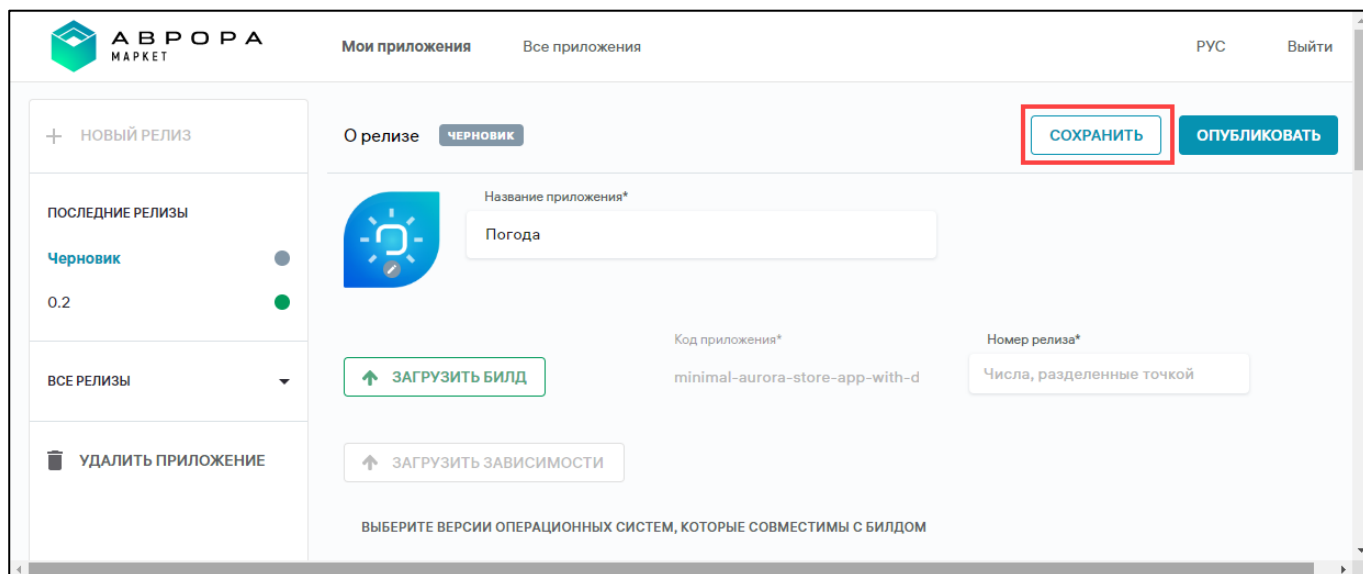 АВРОРА
МАРКЕТ
Мои приложения
Все приложения
РУС
Выйти
НОВЫЙ РЕЛИЗ
О релизе
ЧЕРНОВИК
СОХРАНИТЬ
ОПУБЛИКОВАТЬ
ПОСЛЕДНИЕ РЕЛИЗЫ
Черновик
0.2
ВСЕ РЕЛИЗЫ
УДАЛИТЬ ПРИЛОЖЕНИЕ
Название приложения*
Погода
Код приложения*
Номер релиза*
ЗАГРУЗИТЬ БИЛД
minimal-aurora-store-app-with-d
Числа, разделенные точкой
ЗАГРУЗИТЬ ЗАВИСИМОСТИ
ВЫБЕРИТЕ ВЕРСИИ ОПЕРАЦИОННЫХ СИСТЕМ, КОТОРЫЕ СОВМЕСТИМЫ С БИЛДОМ